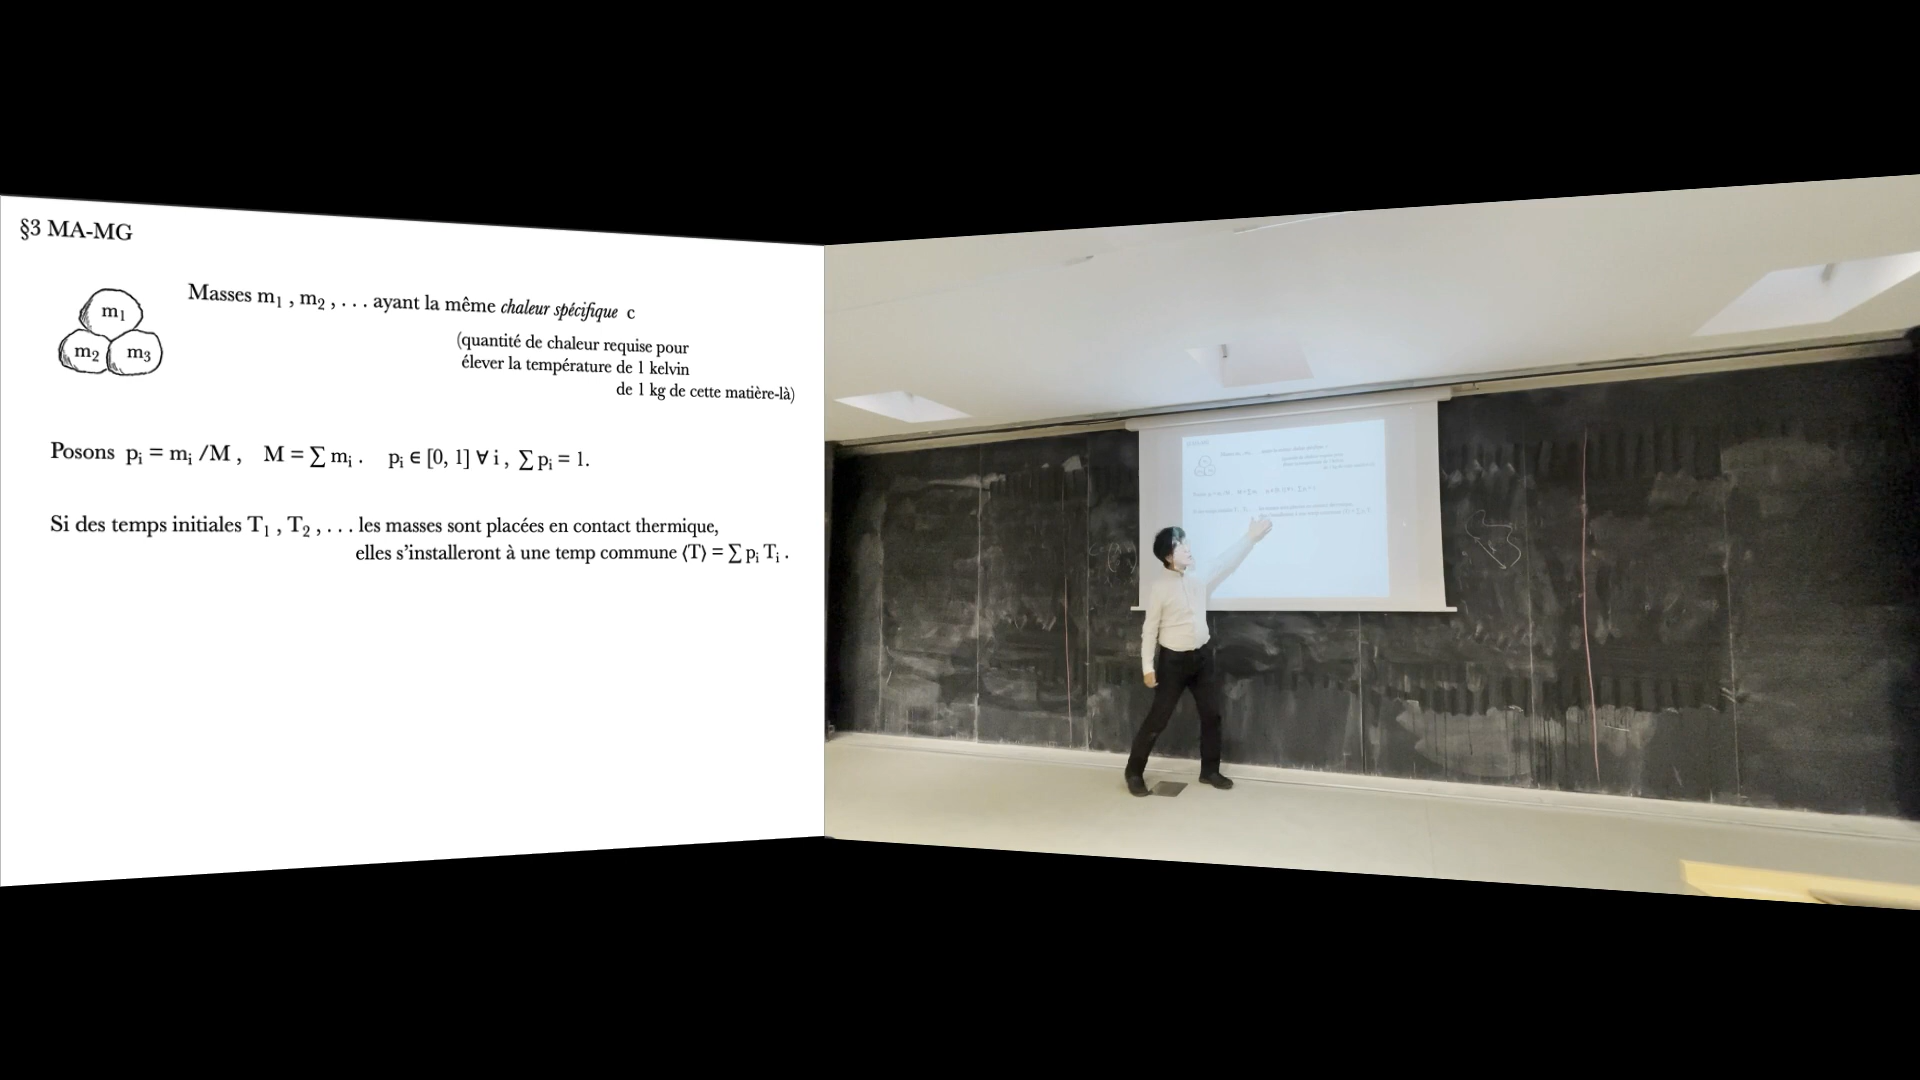 §3 MA-MG
Masses m₁ , m₂ , . . . ayant la même chaleur spécifique c
(quantité de chaleur requise pour
élever la température de 1 kelvin
de 1 kg de cette matière-là)
m₁
m₂ m₃
Posons pᵢ = mᵢ /M , M = ∑ mᵢ . pᵢ ∈ [0, 1] ∀ i , ∑ pᵢ = 1.
Si des temps initiales T₁ , T₂ , . . . les masses sont placées en contact thermique,
elles s’installeront à une temp commune ⟨T⟩ = ∑ pᵢ Tᵢ .